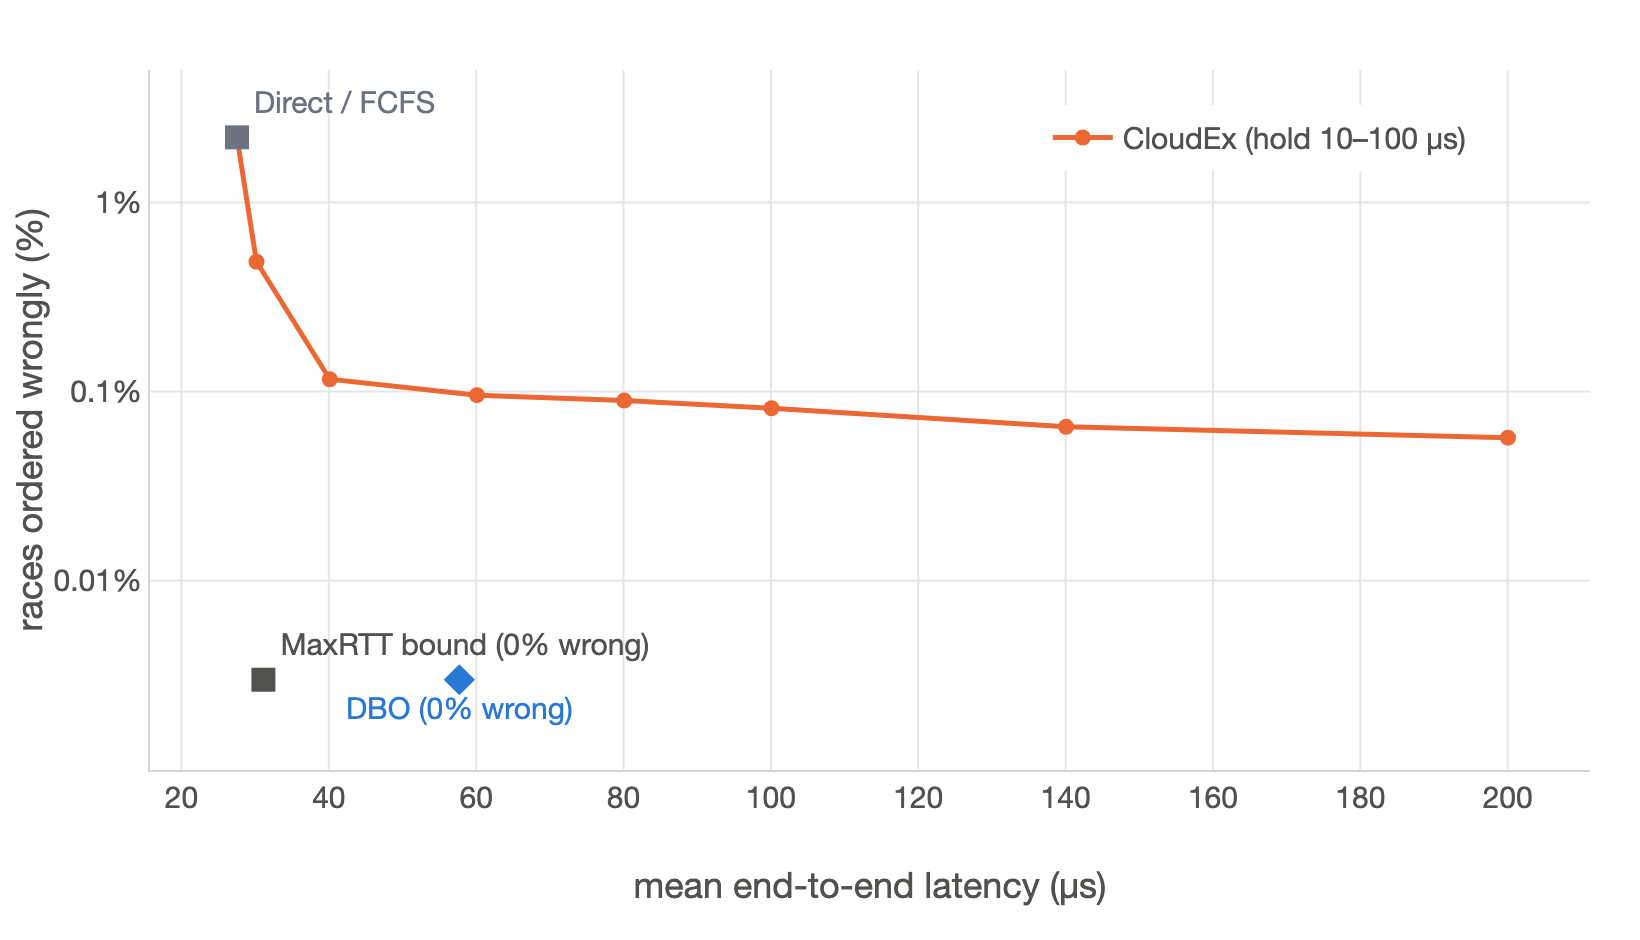 Direct / FCFS
CloudEx (hold 10–100 µs)
1%
0.1%
0.01%
races ordered wrongly (%)
MaxRTT bound (0% wrong)
DBO (0% wrong)
20 40 60 80 100 120 140 160 180 200
mean end-to-end latency (µs)